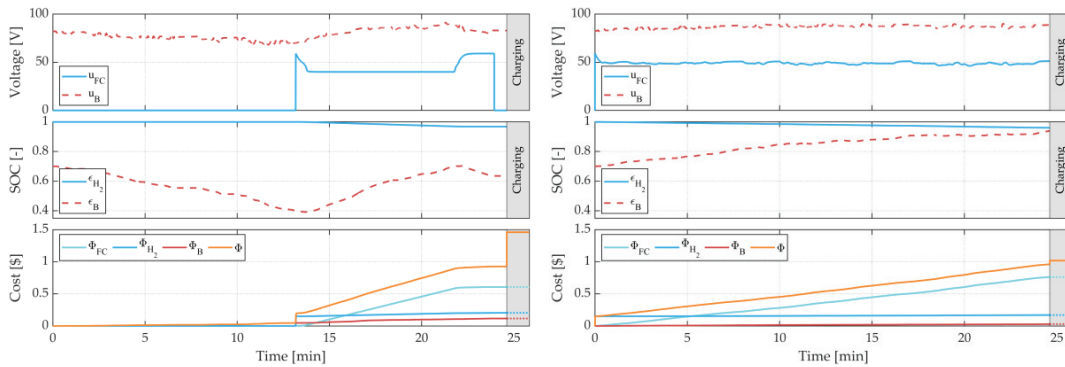 100
50
0
Voltage [V]
u_FC
u_B
Charging
1
0.8
0.6
0.4
SOC [-]
ϵ_H2
ϵ_B
Charging
1.5
1
0.5
0
Cost [$]
Φ_FC Φ_H2 Φ_B Φ
0 5 10 15 20 25
Time [min]
100
50
0
Voltage [V]
u_FC
u_B
Charging
1
0.8
0.6
0.4
SOC [-]
ϵ_H2
ϵ_B
Charging
1.5
1
0.5
0
Cost [$]
Φ_FC Φ_H2 Φ_B Φ
0 5 10 15 20 25
Time [min]